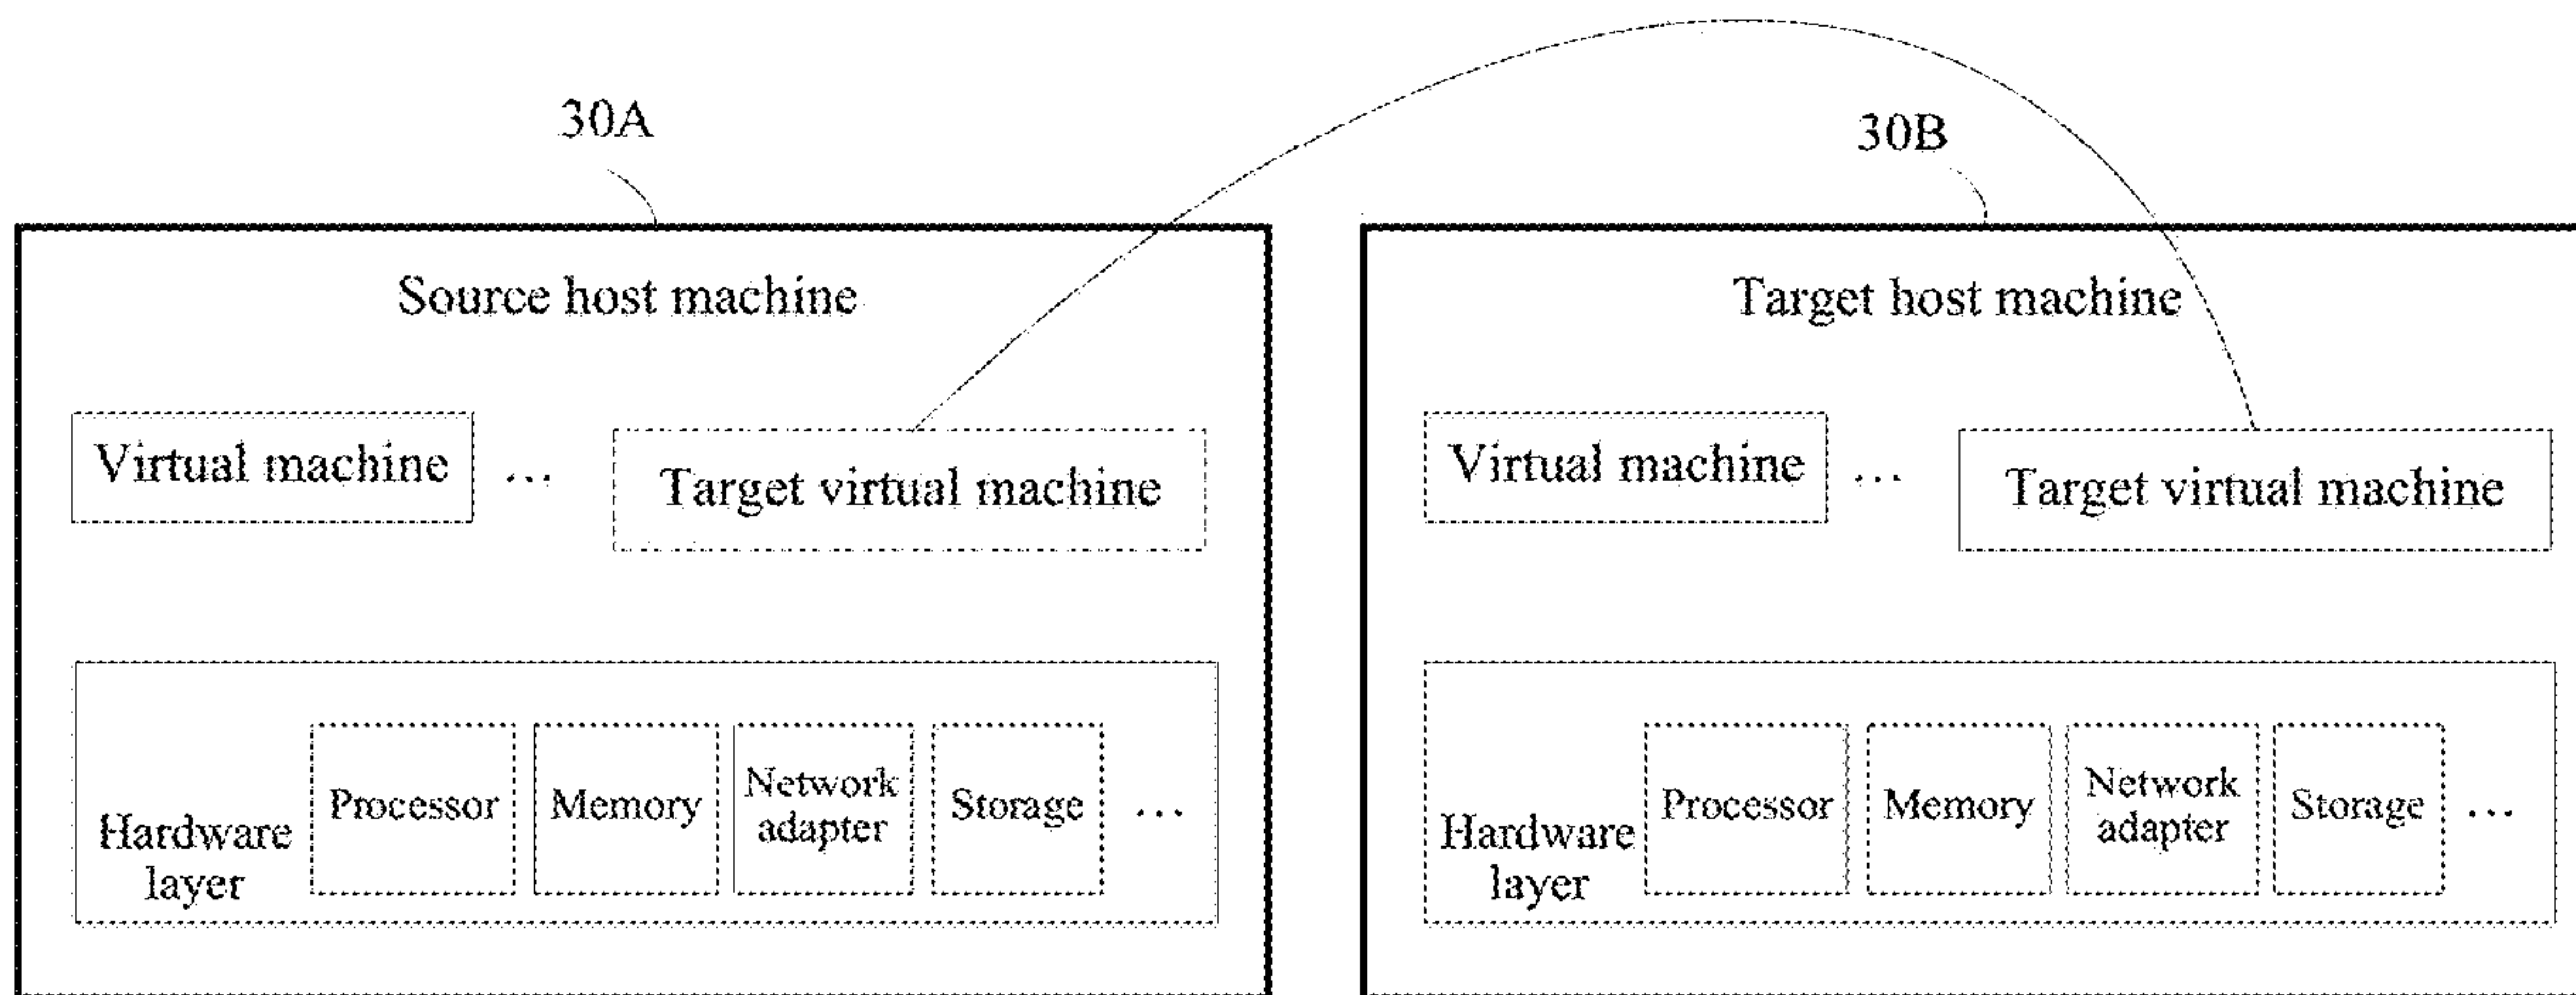 30A
30B
Source host machine
Target host machine
Virtual machine
...
Target virtual machine
Virtual machine
...
Target virtual machine
Hardware
layer
Processor
Memory
Network
adapter
Storage
...
Hardware
layer
Processor
Memory
Network
adapter
Storage
...